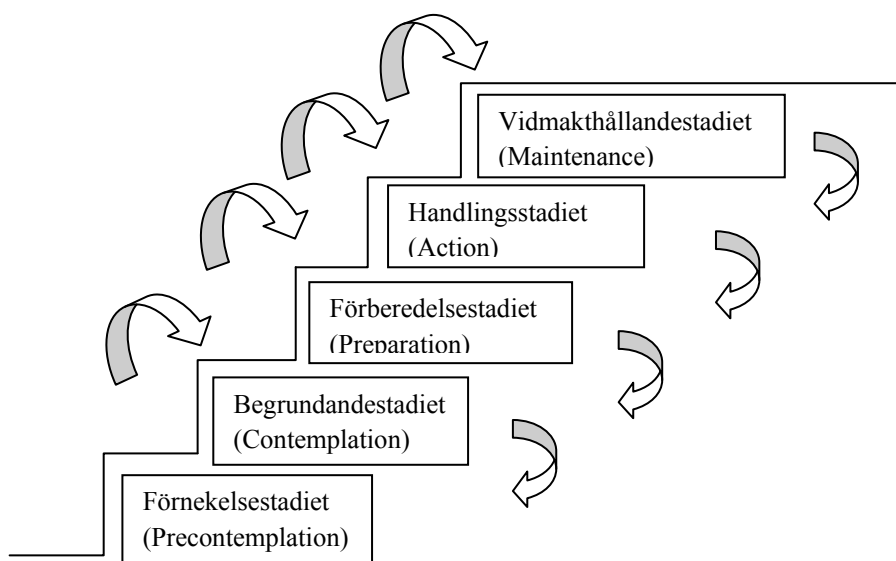 Vidmakthållandestadiet
(Maintenance)
Handlingsstadiet
(Action)
Förberedelsestadiet
(Preparation)
Begrundandestadiet
(Contemplation)
Förnekelsestadiet
(Precontemplation)